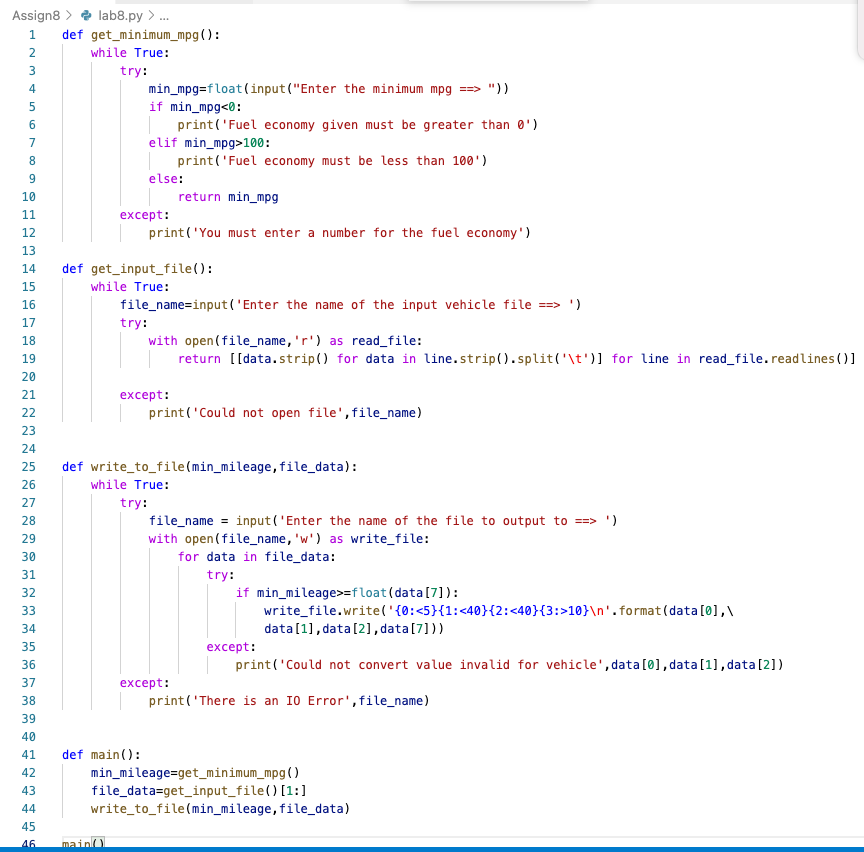 Assign8 > lab8.py > ...
1 def get_minimum_mpg():
2     while True:
3         try:
4             min_mpg=float(input("Enter the minimum mpg ==> "))
5             if min_mpg<0:
6                 print('Fuel economy given must be greater than 0')
7             elif min_mpg>100:
8                 print('Fuel economy must be less than 100')
9             else:
10                 return min_mpg
11         except:
12             print('You must enter a number for the fuel economy')
13
14 def get_input_file():
15     while True:
16         file_name=input('Enter the name of the input vehicle file ==> ')
17         try:
18             with open(file_name,'r') as read_file:
19                 return [[data.strip() for data in line.strip().split('\t')] for line in read_file.readlines()]
20
21         except:
22             print('Could not open file',file_name)
23
24
25 def write_to_file(min_mileage,file_data):
26     while True:
27         try:
28             file_name = input('Enter the name of the file to output to ==> ')
29             with open(file_name,'w') as write_file:
30                 for data in file_data:
31                     try:
32                         if min_mileage>=float(data[7]):
33                             write_file.write('{0:<5}{1:<40}{2:<40}{3:>10}\n'.format(data[0],\
34                             data[1],data[2],data[7]))
35                     except:
36                         print('Could not convert value invalid for vehicle',data[0],data[1],data[2])
37         except:
38             print('There is an IO Error',file_name)
39
40
41 def main():
42     min_mileage=get_minimum_mpg()
43     file_data=get_input_file()[1:]
44     write_to_file(min_mileage,file_data)
45
46 main()